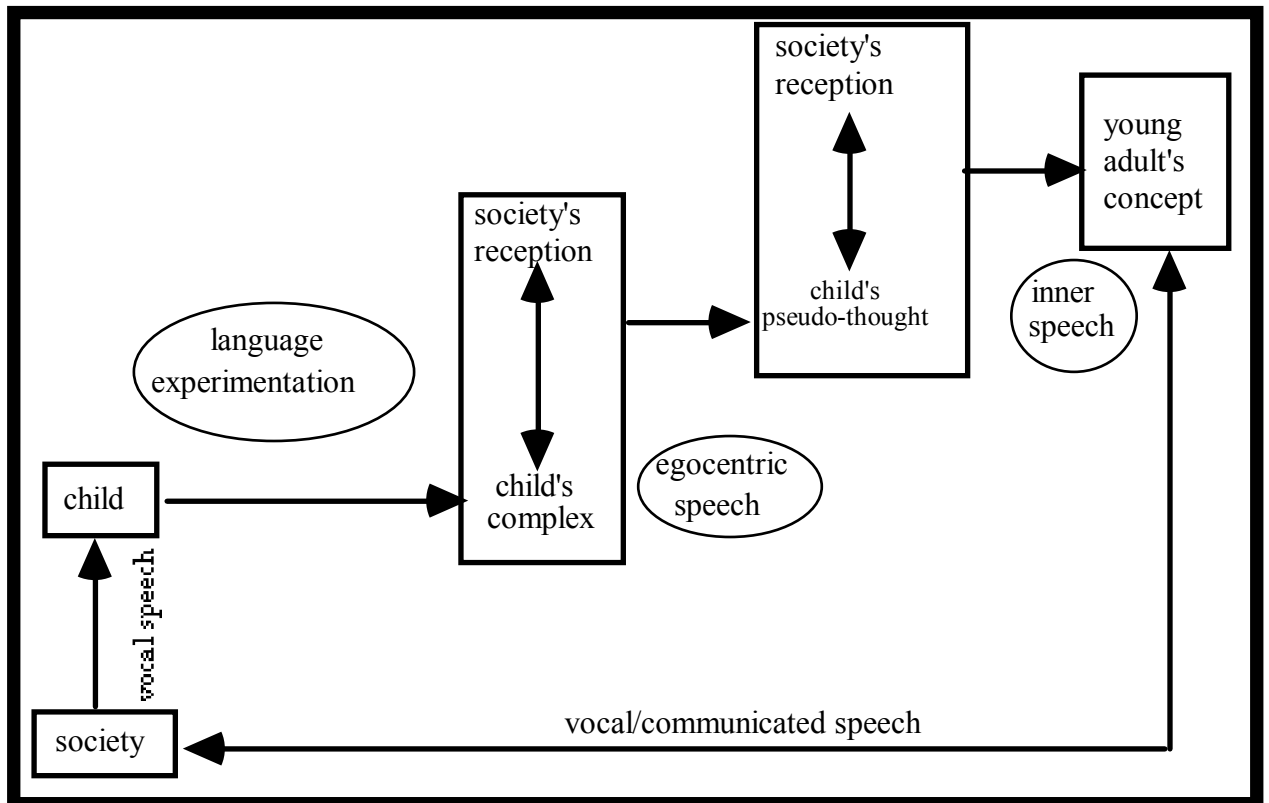 society's
reception
child's
pseudo-thought
young
adult's
concept
inner
speech
society's
reception
child's
complex
egocentric
speech
language
experimentation
child
vocal speech
society
vocal/communicated speech